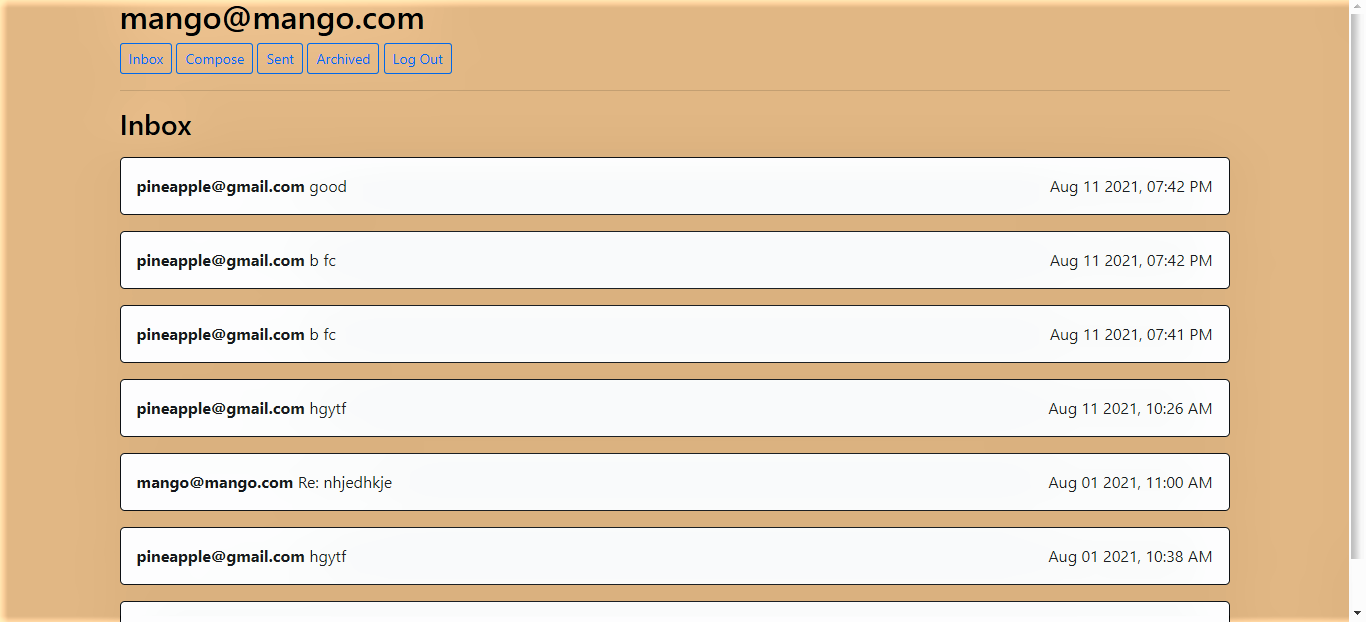 mango@mango.com
Inbox Compose Sent Archived Log Out
Inbox
pineapple@gmail.com good Aug 11 2021, 07:42 PM
pineapple@gmail.com b fc Aug 11 2021, 07:42 PM
pineapple@gmail.com b fc Aug 11 2021, 07:41 PM
pineapple@gmail.com hgytf Aug 11 2021, 10:26 AM
mango@mango.com Re: nhjedhkje Aug 01 2021, 11:00 AM
pineapple@gmail.com hgytf Aug 01 2021, 10:38 AM